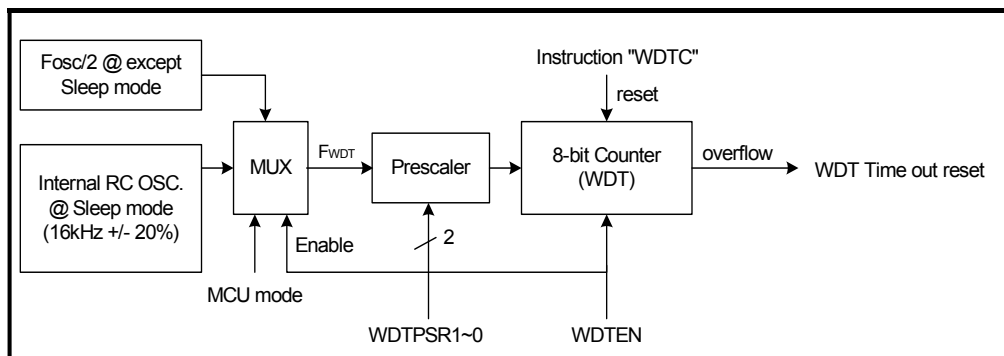 Fosc/2 @ except
Sleep mode
Instruction "WDTC"
reset
Internal RC OSC.
@ Sleep mode
(16kHz +/- 20%)
MUX
FWDT
Prescaler
8-bit Counter
(WDT)
overflow
WDT Time out reset
Enable
2
MCU mode
WDTPSR1~0
WDTEN